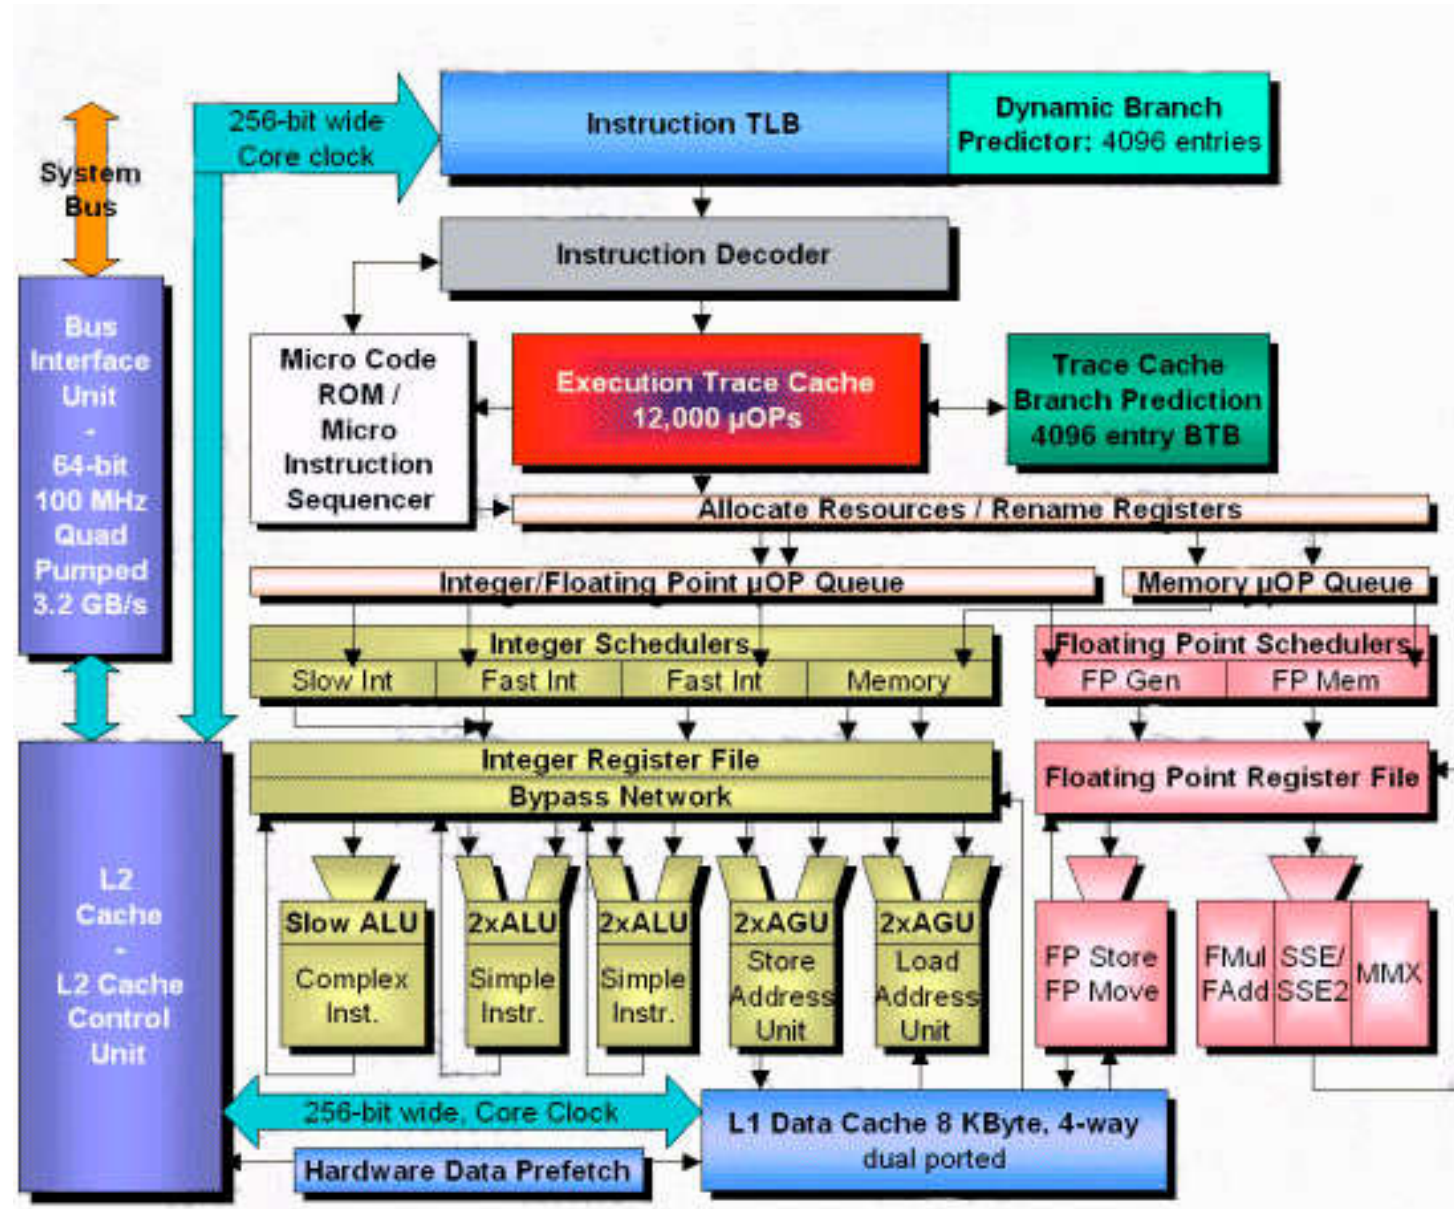 256-bit wide
Core clock
Instruction TLB
Dynamic Branch
Predictor: 4096 entries
System
Bus
Instruction Decoder
Bus
Interface
Unit
-
64-bit
100 MHz
Quad
Pumped
3.2 GB/s
Micro Code
ROM /
Micro
Instruction
Sequencer
Execution Trace Cache
12,000 µOPs
Trace Cache
Branch Prediction
4096 entry BTB
Allocate Resources / Rename Registers
Integer/Floating Point µOP Queue
Memory µOP Queue
Integer Schedulers
Slow Int
Fast Int
Fast Int
Memory
Floating Point Schedulers
FP Gen
FP Mem
Integer Register File
Bypass Network
Floating Point Register File
L2
Cache
-
L2 Cache
Control
Unit
Slow ALU
Complex
Inst.
2xALU
Simple
Instr.
2xALU
Simple
Instr.
2xAGU
Store
Address
Unit
2xAGU
Load
Address
Unit
FP Store
FP Move
FMul
FAdd
SSE/
SSE2
MMX
256-bit wide, Core Clock
L1 Data Cache 8 KByte, 4-way
dual ported
Hardware Data Prefetch